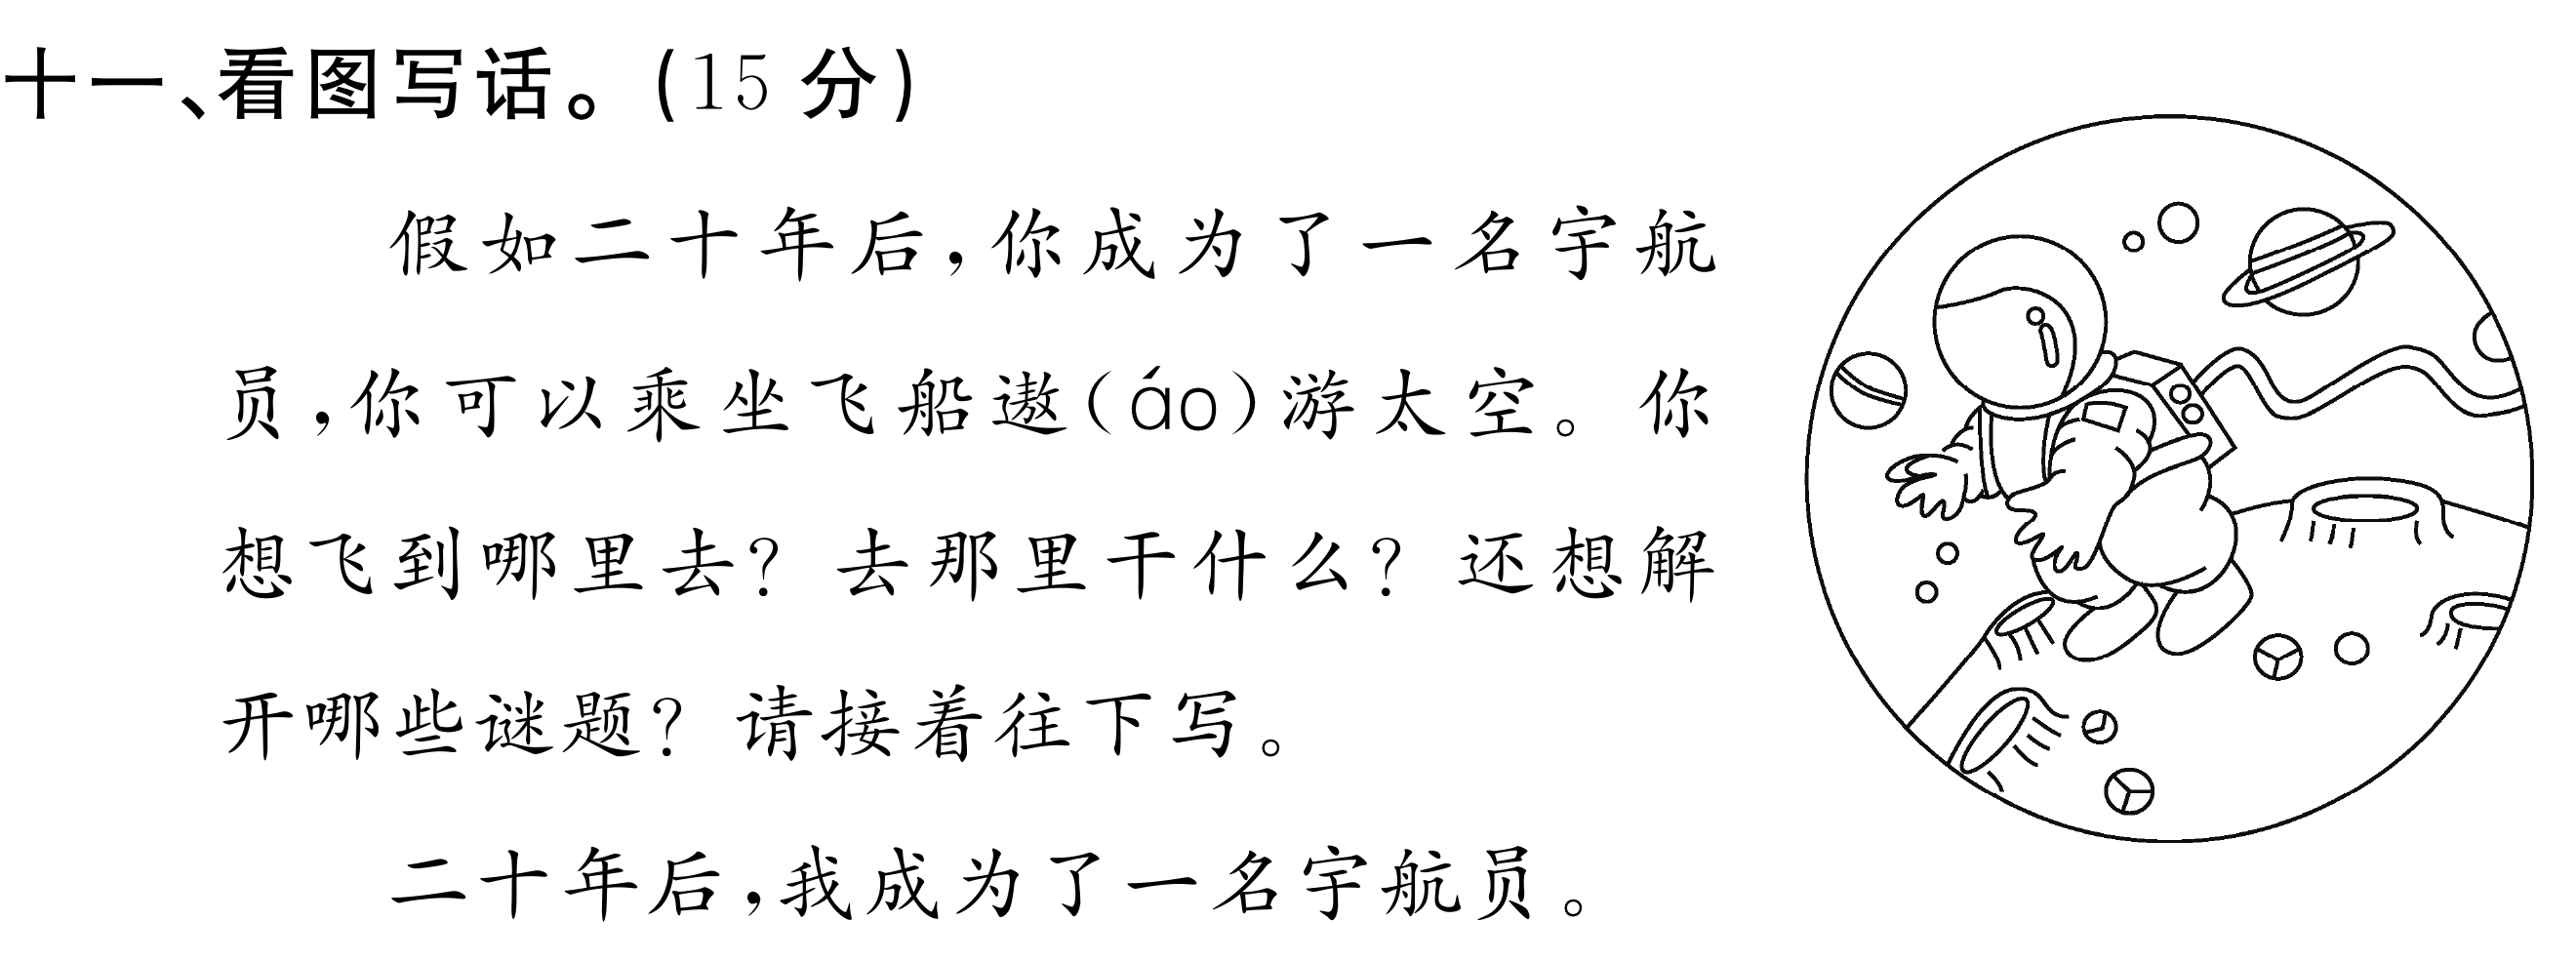 十一、看图写话。(15 分)
假如二十年后,你成为了一名宇航
员,你可以乘坐飞船遨(áo)游太空。你
想飞到哪里去?去那里干什么?还想解
开哪些谜题?请接着往下写。
二十年后,我成为了一名宇航员。